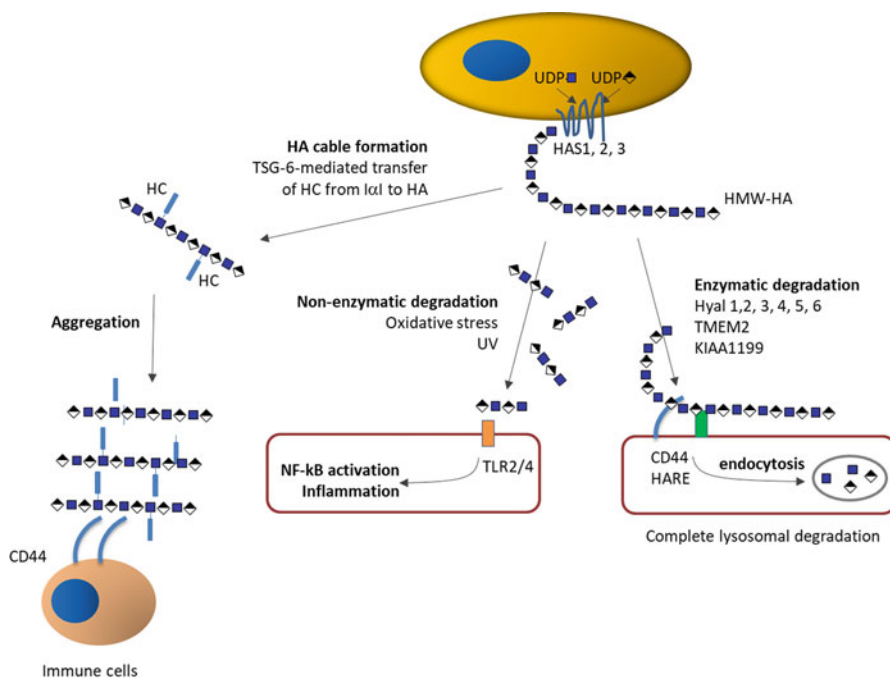 UDP UDP
HAS1, 2, 3
HMW-HA
HA cable formation
TSG-6-mediated transfer
of HC from IαI to HA
HC
HC
Aggregation
CD44
Immune cells
Non-enzymatic degradation
Oxidative stress
UV
TLR2/4
NF-kB activation
Inflammation
Enzymatic degradation
Hyal 1,2, 3, 4, 5, 6
TMEM2
KIAA1199
CD44
HARE
endocytosis
Complete lysosomal degradation